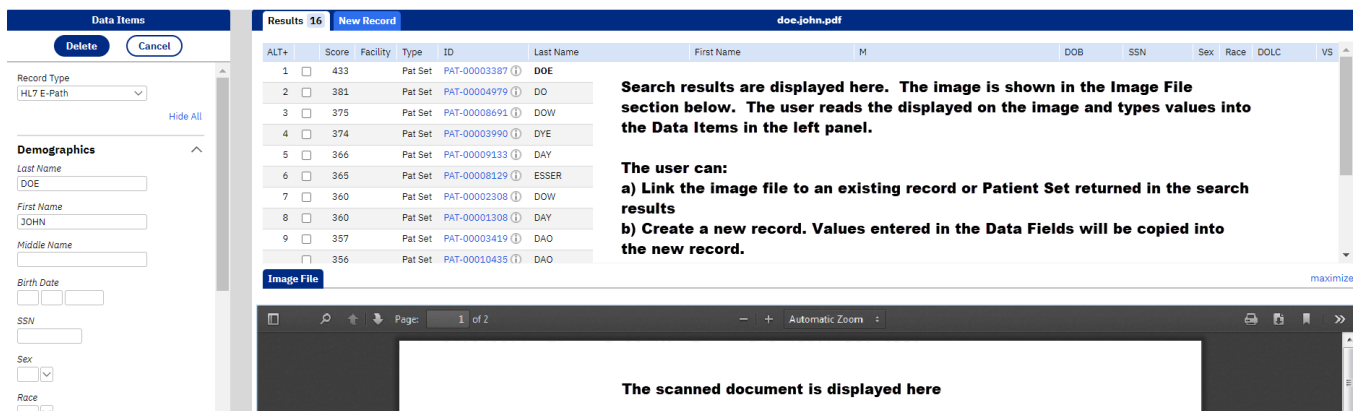 Data Items
Delete Cancel
Record Type
HL7 E-Path
Hide All
Demographics
Last Name
DOE
First Name
JOHN
Middle Name
Birth Date
SSN
Sex
Race
Results 16 New Record doe.john.pdf
ALT+ Score Facility Type ID Last Name First Name M DOB SSN Sex Race DOLC VS
1 433 Pat Set PAT-00003387 DOE
2 381 Pat Set PAT-00004979 DO
3 375 Pat Set PAT-00008691 DOW
4 374 Pat Set PAT-00003990 DYE
5 366 Pat Set PAT-00009133 DAY
6 365 Pat Set PAT-00008129 ESSER
7 360 Pat Set PAT-00002308 DOW
8 360 Pat Set PAT-00001308 DAY
9 357 Pat Set PAT-00003419 DAO
356 Pat Set PAT-00010435 DAO
Search results are displayed here. The image is shown in the Image File
section below. The user reads the displayed on the image and types values into
the Data Items in the left panel.
The user can:
a) Link the image file to an existing record or Patient Set returned in the search
results
b) Create a new record. Values entered in the Data Fields will be copied into
the new record.
Image File maximize
Page: 1 of 2 Automatic Zoom
The scanned document is displayed here